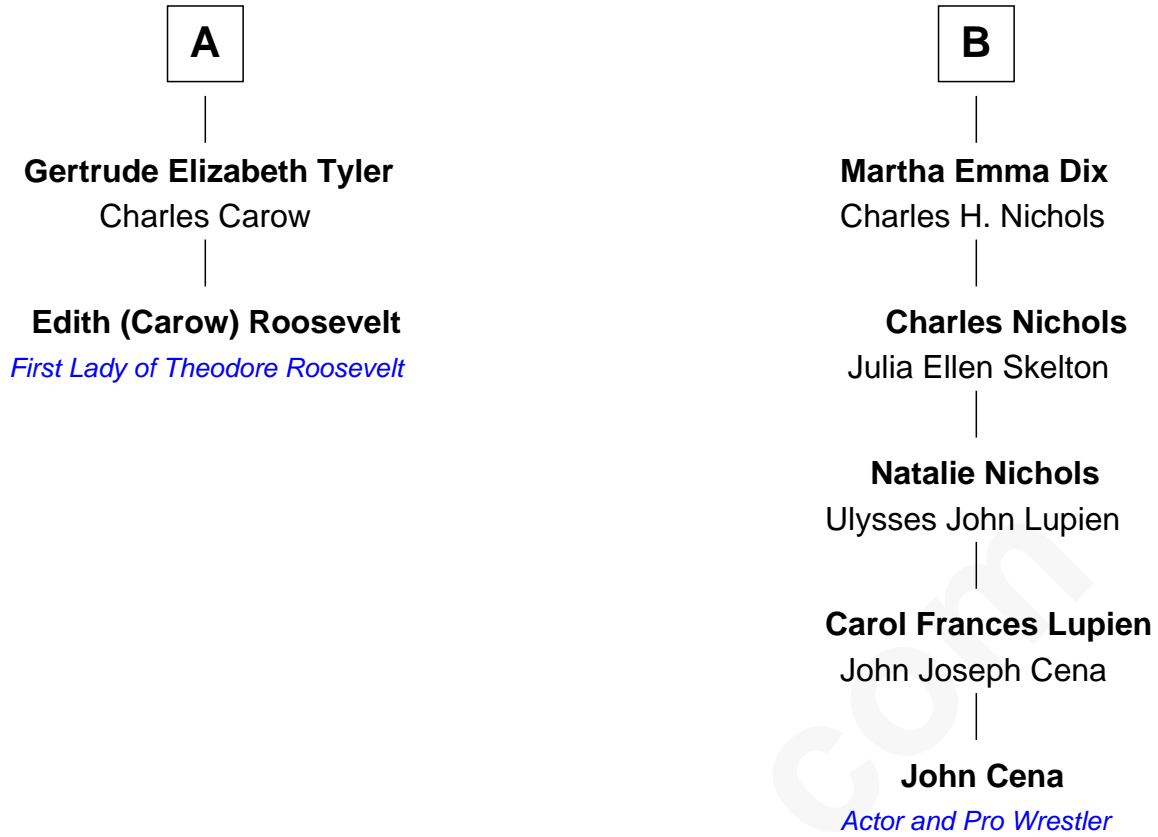 A
Gertrude Elizabeth Tyler
Charles Carow
Edith (Carow) Roosevelt
First Lady of Theodore Roosevelt
B
Martha Emma Dix
Charles H. Nichols
Charles Nichols
Julia Ellen Skelton
Natalie Nichols
Ulysses John Lupien
Carol Frances Lupien
John Joseph Cena
John Cena
Actor and Pro Wrestler
com